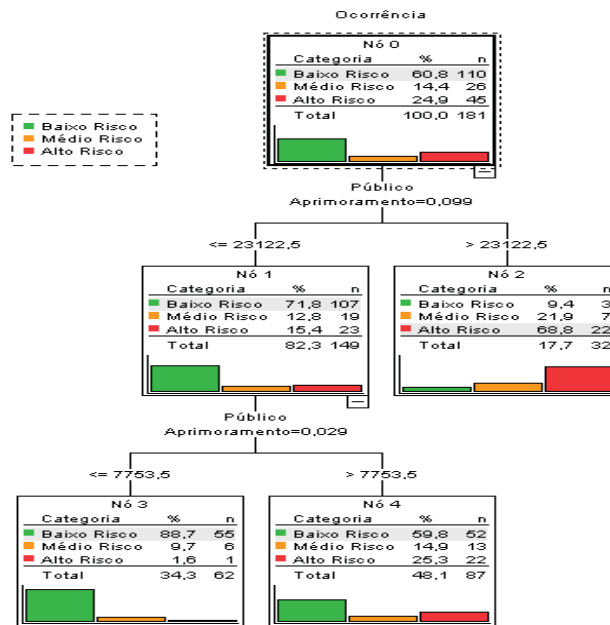 Ocorrência
Nó 0
Categoria % n
Baixo Risco 60,8 110
Médio Risco 14,4 26
Alto Risco 24,9 45
Total 100,0 181
Baixo Risco
Médio Risco
Alto Risco
Público
Aprimoramento=0,099
<= 23122,5
> 23122,5
Nó 1
Categoria % n
Baixo Risco 71,8 107
Médio Risco 12,8 19
Alto Risco 15,4 23
Total 82,3 149
Nó 2
Categoria % n
Baixo Risco 9,4 3
Médio Risco 21,9 7
Alto Risco 68,8 22
Total 17,7 32
Público
Aprimoramento=0,029
<= 7753,5
> 7753,5
Nó 3
Categoria % n
Baixo Risco 88,7 55
Médio Risco 9,7 6
Alto Risco 1,6 1
Total 34,3 62
Nó 4
Categoria % n
Baixo Risco 59,8 52
Médio Risco 14,9 13
Alto Risco 25,3 22
Total 48,1 87